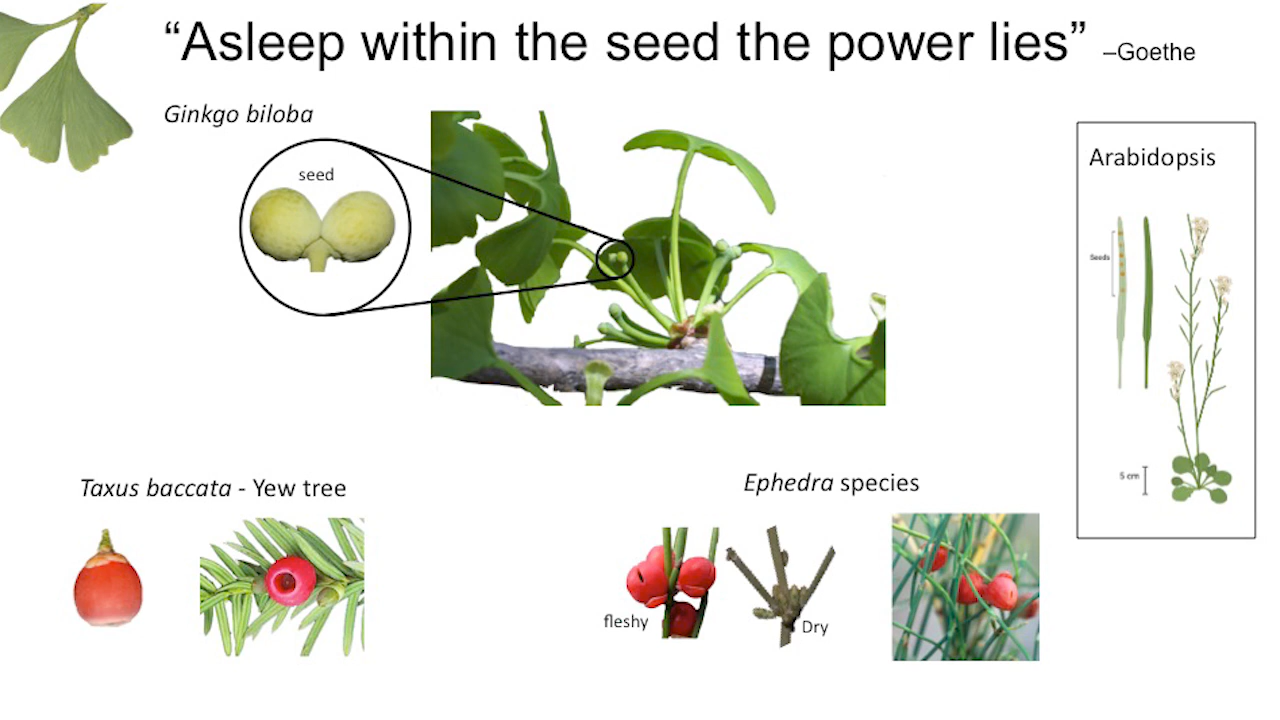 “Asleep within the seed the power lies” –Goethe
Ginkgo biloba
seed
Arabidopsis
Seeds
5 cm
Taxus baccata - Yew tree
Ephedra species
fleshy
Dry